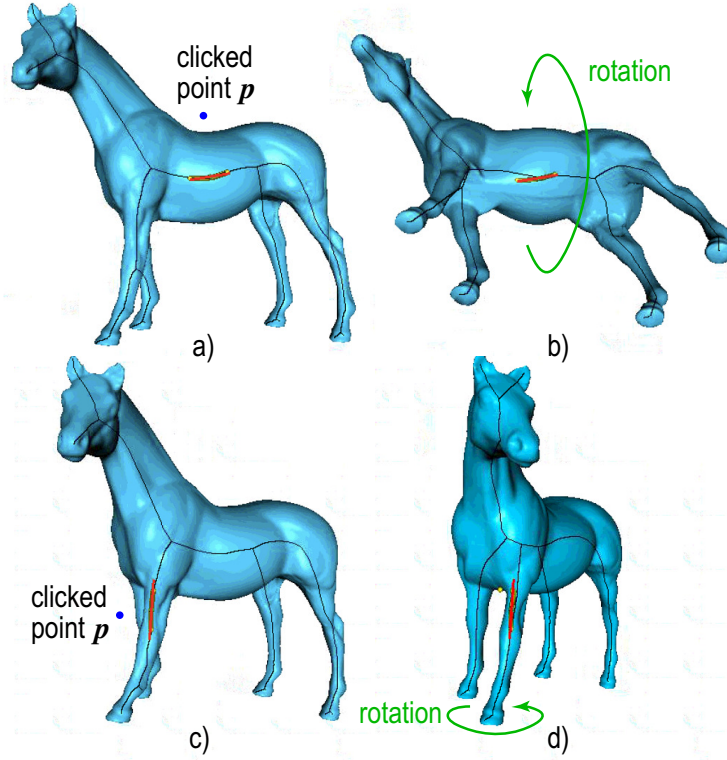 clicked
point p
rotation
a)
b)
clicked
point p
rotation
c)
d)